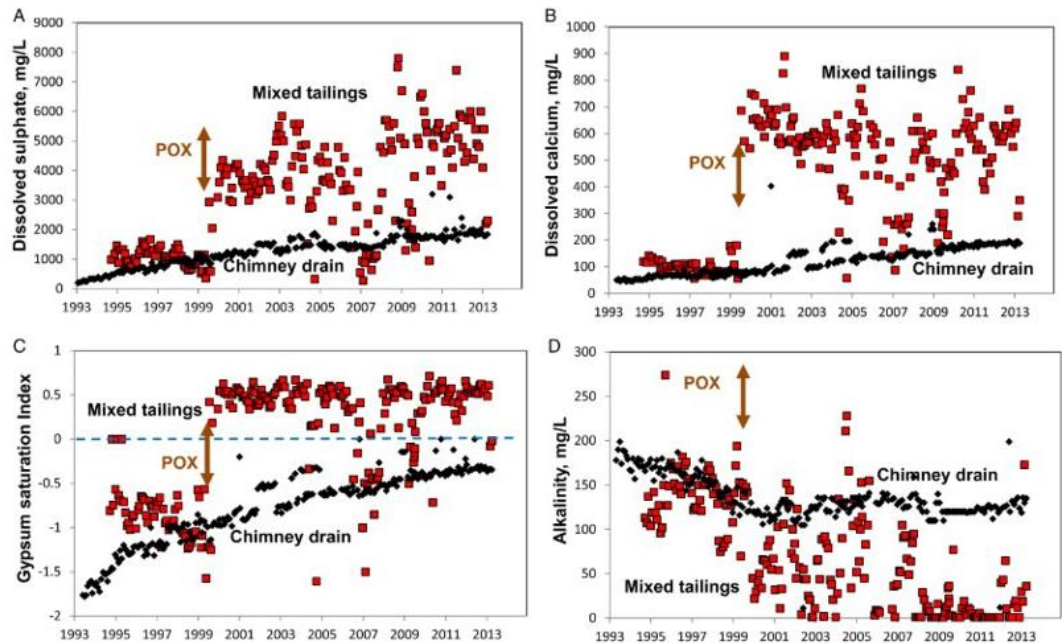 A
Dissolved sulphate, mg/L
9000
8000
7000
6000
5000
4000
3000
2000
1000
0
Mixed tailings
POX
Chimney drain
1993 1995 1997 1999 2001 2003 2005 2007 2009 2011 2013
B
Dissolved calcium, mg/L
1000
900
800
700
600
500
400
300
200
100
0
Mixed tailings
POX
Chimney drain
1993 1995 1997 1999 2001 2003 2005 2007 2009 2011 2013
C
Gypsum saturation Index
1
0.5
0
-0.5
-1
-1.5
-2
Mixed tailings
POX
Chimney drain
1993 1995 1997 1999 2001 2003 2005 2007 2009 2011 2013
D
Alkalinity, mg/L
300
250
200
150
100
50
0
POX
Chimney drain
Mixed tailings
1993 1995 1997 1999 2001 2003 2005 2007 2009 2011 2013